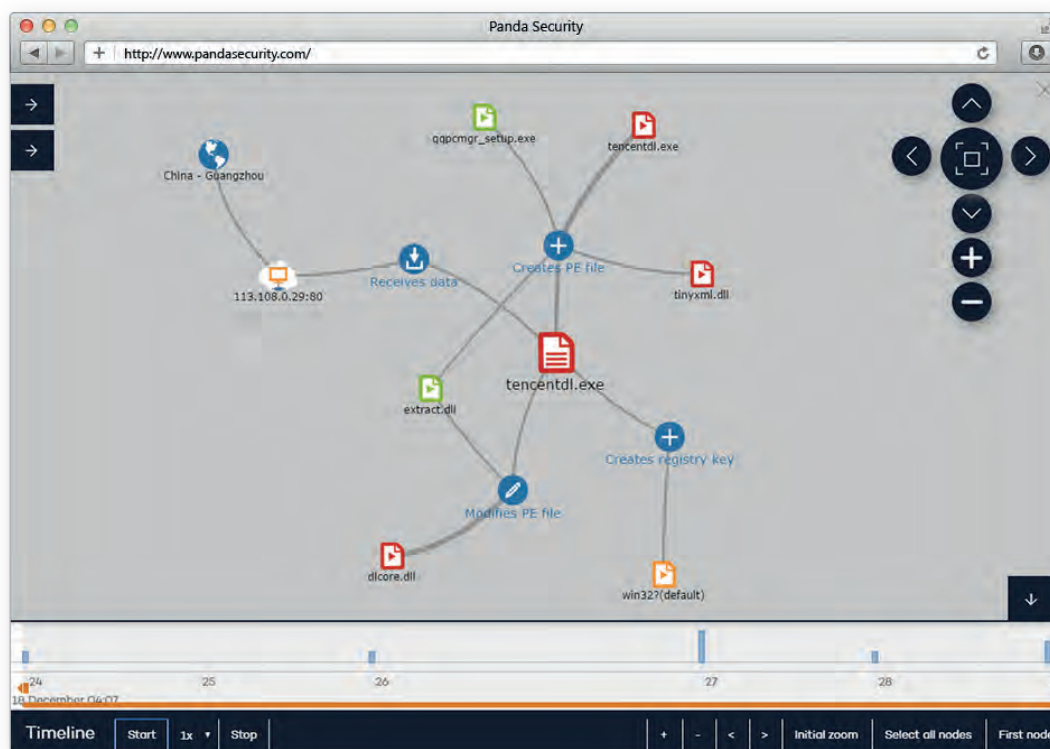 Panda Security
http://www.pandasecurity.com/
qqpcmgr_setup.exe
tencentdl.exe
China - Guangzhou
Creates PE file
Receives data
113.108.0.29:80
tinyxml.dll
tencentdl.exe
extract.dll
Creates registry key
Modifies PE file
dlcore.dll
win32?(default)
24 25 26 27 28
18 December 04:07
Timeline Start 1x Stop + - < > Initial zoom Select all nodes First node